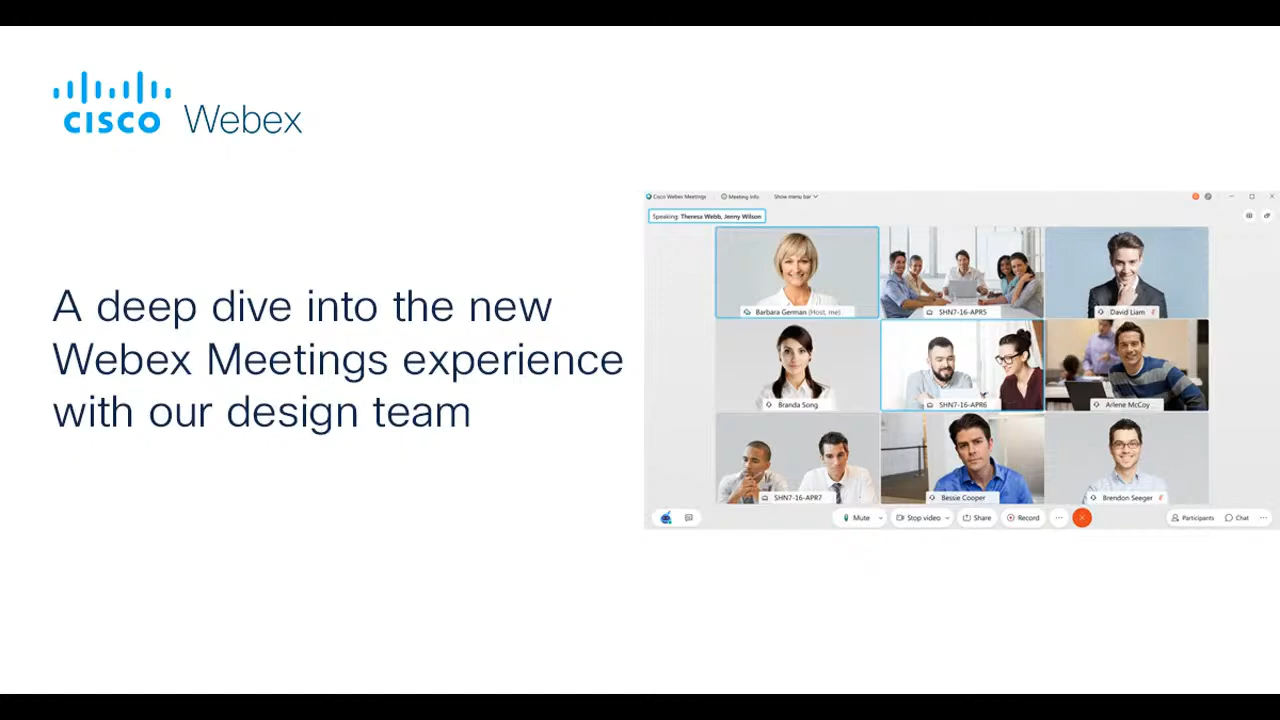 CISCO Webex
A deep dive into the new
Webex Meetings experience
with our design team
Cisco Webex Meetings Meeting info Show menu bar
Speaking: Theresa Webb, Jenny Wilson
Barbara German (Host, me)
SHN7-16-APR5
David Liam
Branda Song
SHN7-16-APR6
Arlene McCoy
SHN7-16-APR7
Bessie Cooper
Brendon Seeger
Mute Stop video Share Record Participants Chat